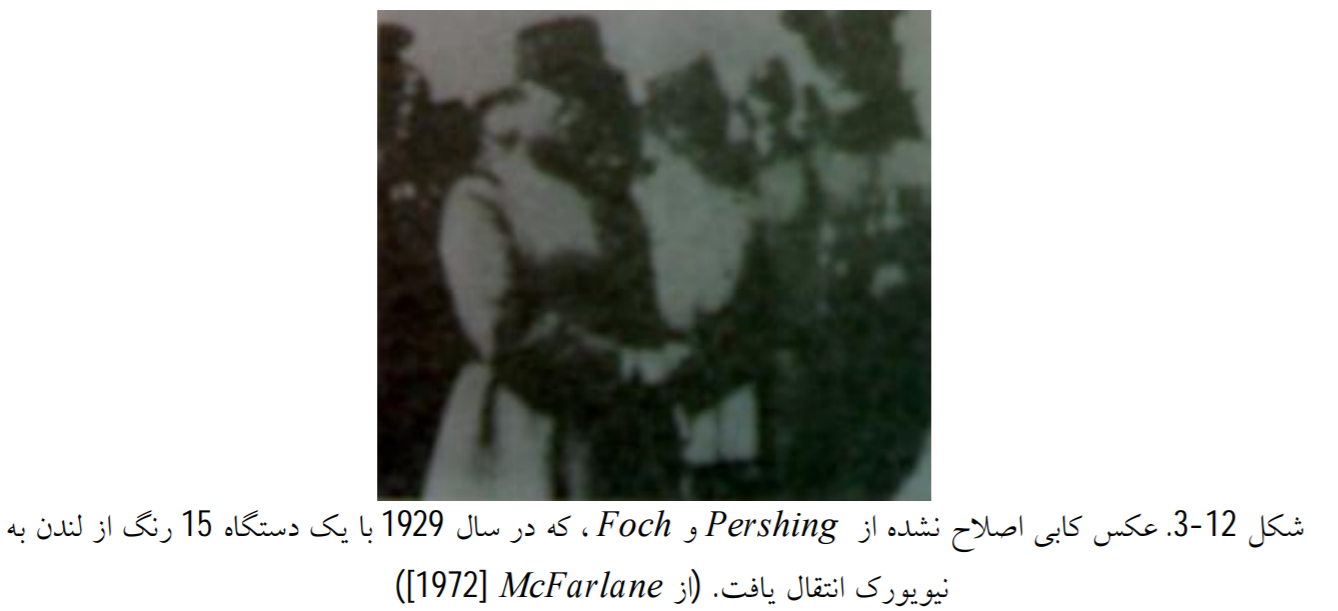 شکل 12-3. عکس کابی اصلاح نشده از Pershing و Foch، که در سال 1929 با یک دستگاه 15 رنگ از لندن به
نیویورک انتقال یافت. (از McFarlane [1972])